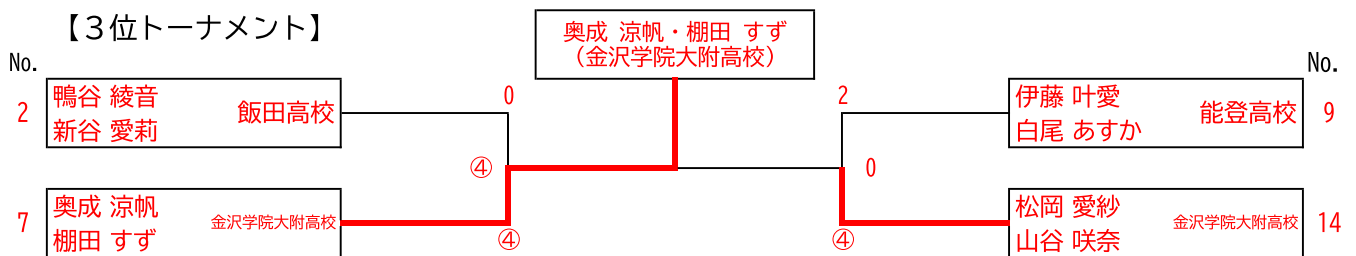 【３位トーナメント】
奥成 涼帆・棚田 すず
（金沢学院大附高校）
No.
No.
2
鴨谷 綾音
新谷 愛莉
飯田高校
0
2
伊藤 叶愛
白尾 あすか
能登高校
9
④
0
7
奥成 涼帆
棚田 すず
金沢学院大附高校
④
④
松岡 愛紗
山谷 咲奈
金沢学院大附高校
14